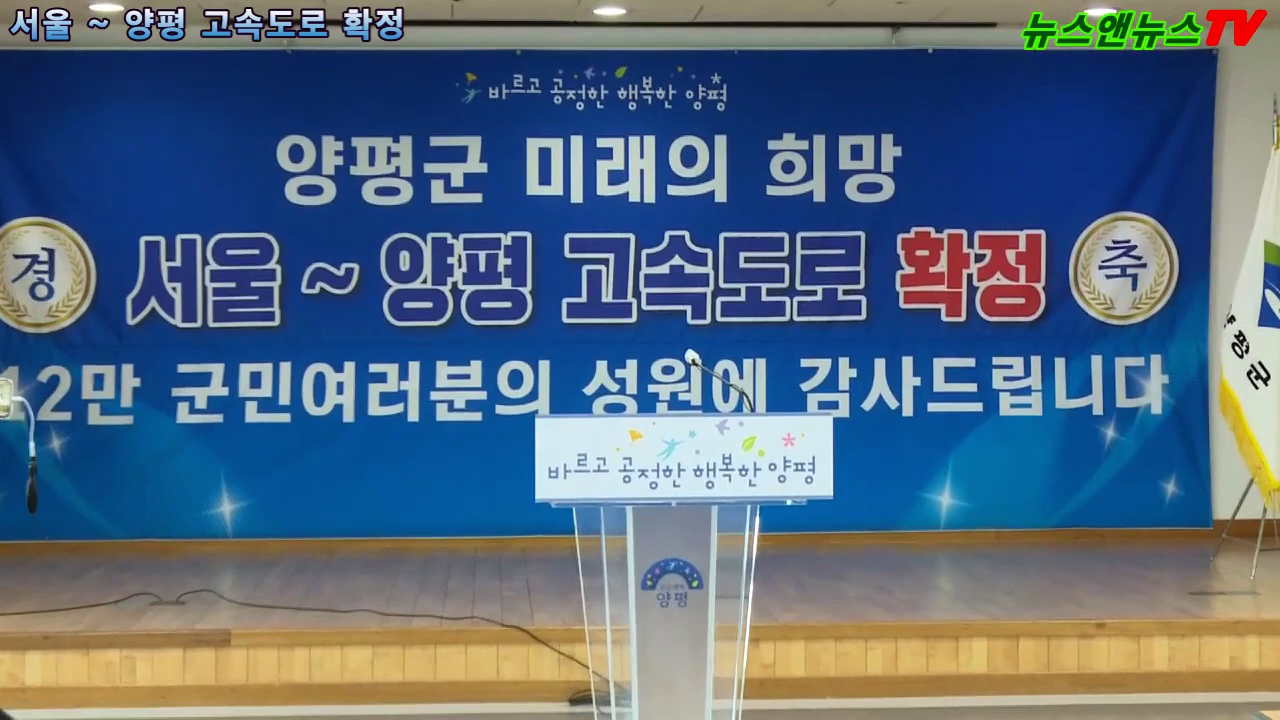 서울 ~ 양평 고속도로 확정
뉴스앤뉴스TV
바르고 공정한 행복한 양평
양평군 미래의 희망
경 서울 ~ 양평 고속도로 확정 축
12만 군민여러분의 성원에 감사드립니다
평군
바르고 공정한 행복한 양평
양평